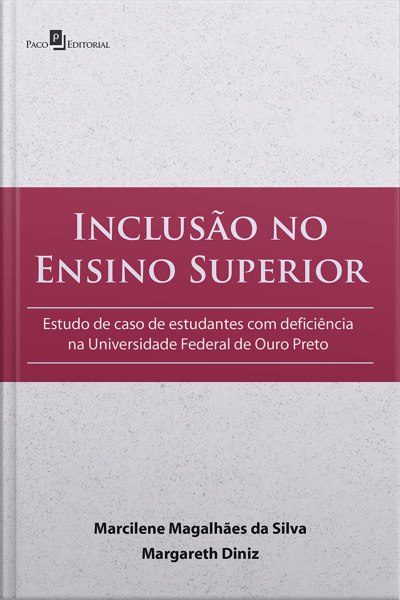 Paco Editorial
Inclusão no
Ensino Superior
Estudo de caso de estudantes com deficiência
na Universidade Federal de Ouro Preto
Marcilene Magalhães da Silva
Margareth Diniz